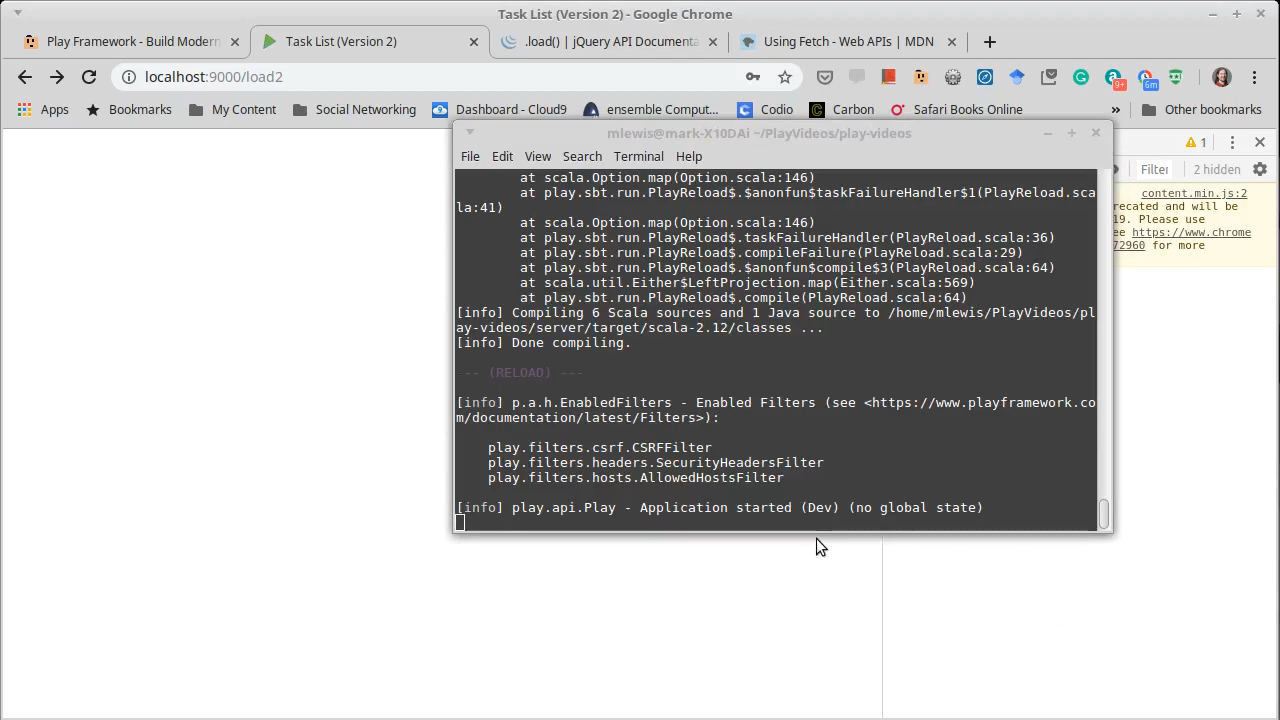 Task List (Version 2) - Google Chrome
Play Framework - Build Modern
Task List (Version 2)
.load() | jQuery API Documenta
Using Fetch - Web APIs | MDN
localhost:9000/load2
9+
6m
Apps
Bookmarks
My Content
Social Networking
Dashboard - Cloud9
ensemble Comput...
Codio
Carbon
Safari Books Online
»
Other bookmarks
mlewis@mark-X10DAi ~/PlayVideos/play-videos
File Edit View Search Terminal Help
at scala.Option.map(Option.scala:146)
at play.sbt.run.PlayReload$.$anonfun$taskFailureHandler$1(PlayReload.sca
la:41)
at scala.Option.map(Option.scala:146)
at play.sbt.run.PlayReload$.taskFailureHandler(PlayReload.scala:36)
at play.sbt.run.PlayReload$.compileFailure(PlayReload.scala:29)
at play.sbt.run.PlayReload$.$anonfun$compile$3(PlayReload.scala:64)
at scala.util.Either$LeftProjection.map(Either.scala:569)
at play.sbt.run.PlayReload$.compile(PlayReload.scala:64)
[info] Compiling 6 Scala sources and 1 Java source to /home/mlewis/PlayVideos/pl
ay-videos/server/target/scala-2.12/classes ...
[info] Done compiling.
-- (RELOAD) ---
[info] p.a.h.EnabledFilters - Enabled Filters (see <https://www.playframework.co
m/documentation/latest/Filters>):
play.filters.csrf.CSRFFilter
play.filters.headers.SecurityHeadersFilter
play.filters.hosts.AllowedHostsFilter
[info] play.api.Play - Application started (Dev) (no global state)
1
Filter
2 hidden
content.min.js:2
recated and will be
19. Please use
ee https://www.chrome
72960 for more